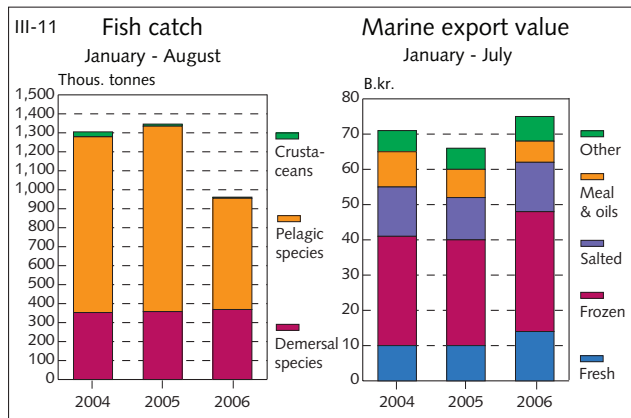 III-11
Fish catch
January - August
Thous. tonnes
1,500
1,400
1,300
1,200
1,100
1,000
900
800
700
600
500
400
300
200
100
0
2004 2005 2006
Crusta-
ceans
Pelagic
species
Demersal
species
Marine export value
January - July
B.kr.
80
70
60
50
40
30
20
10
0
2004 2005 2006
Other
Meal
& oils
Salted
Frozen
Fresh